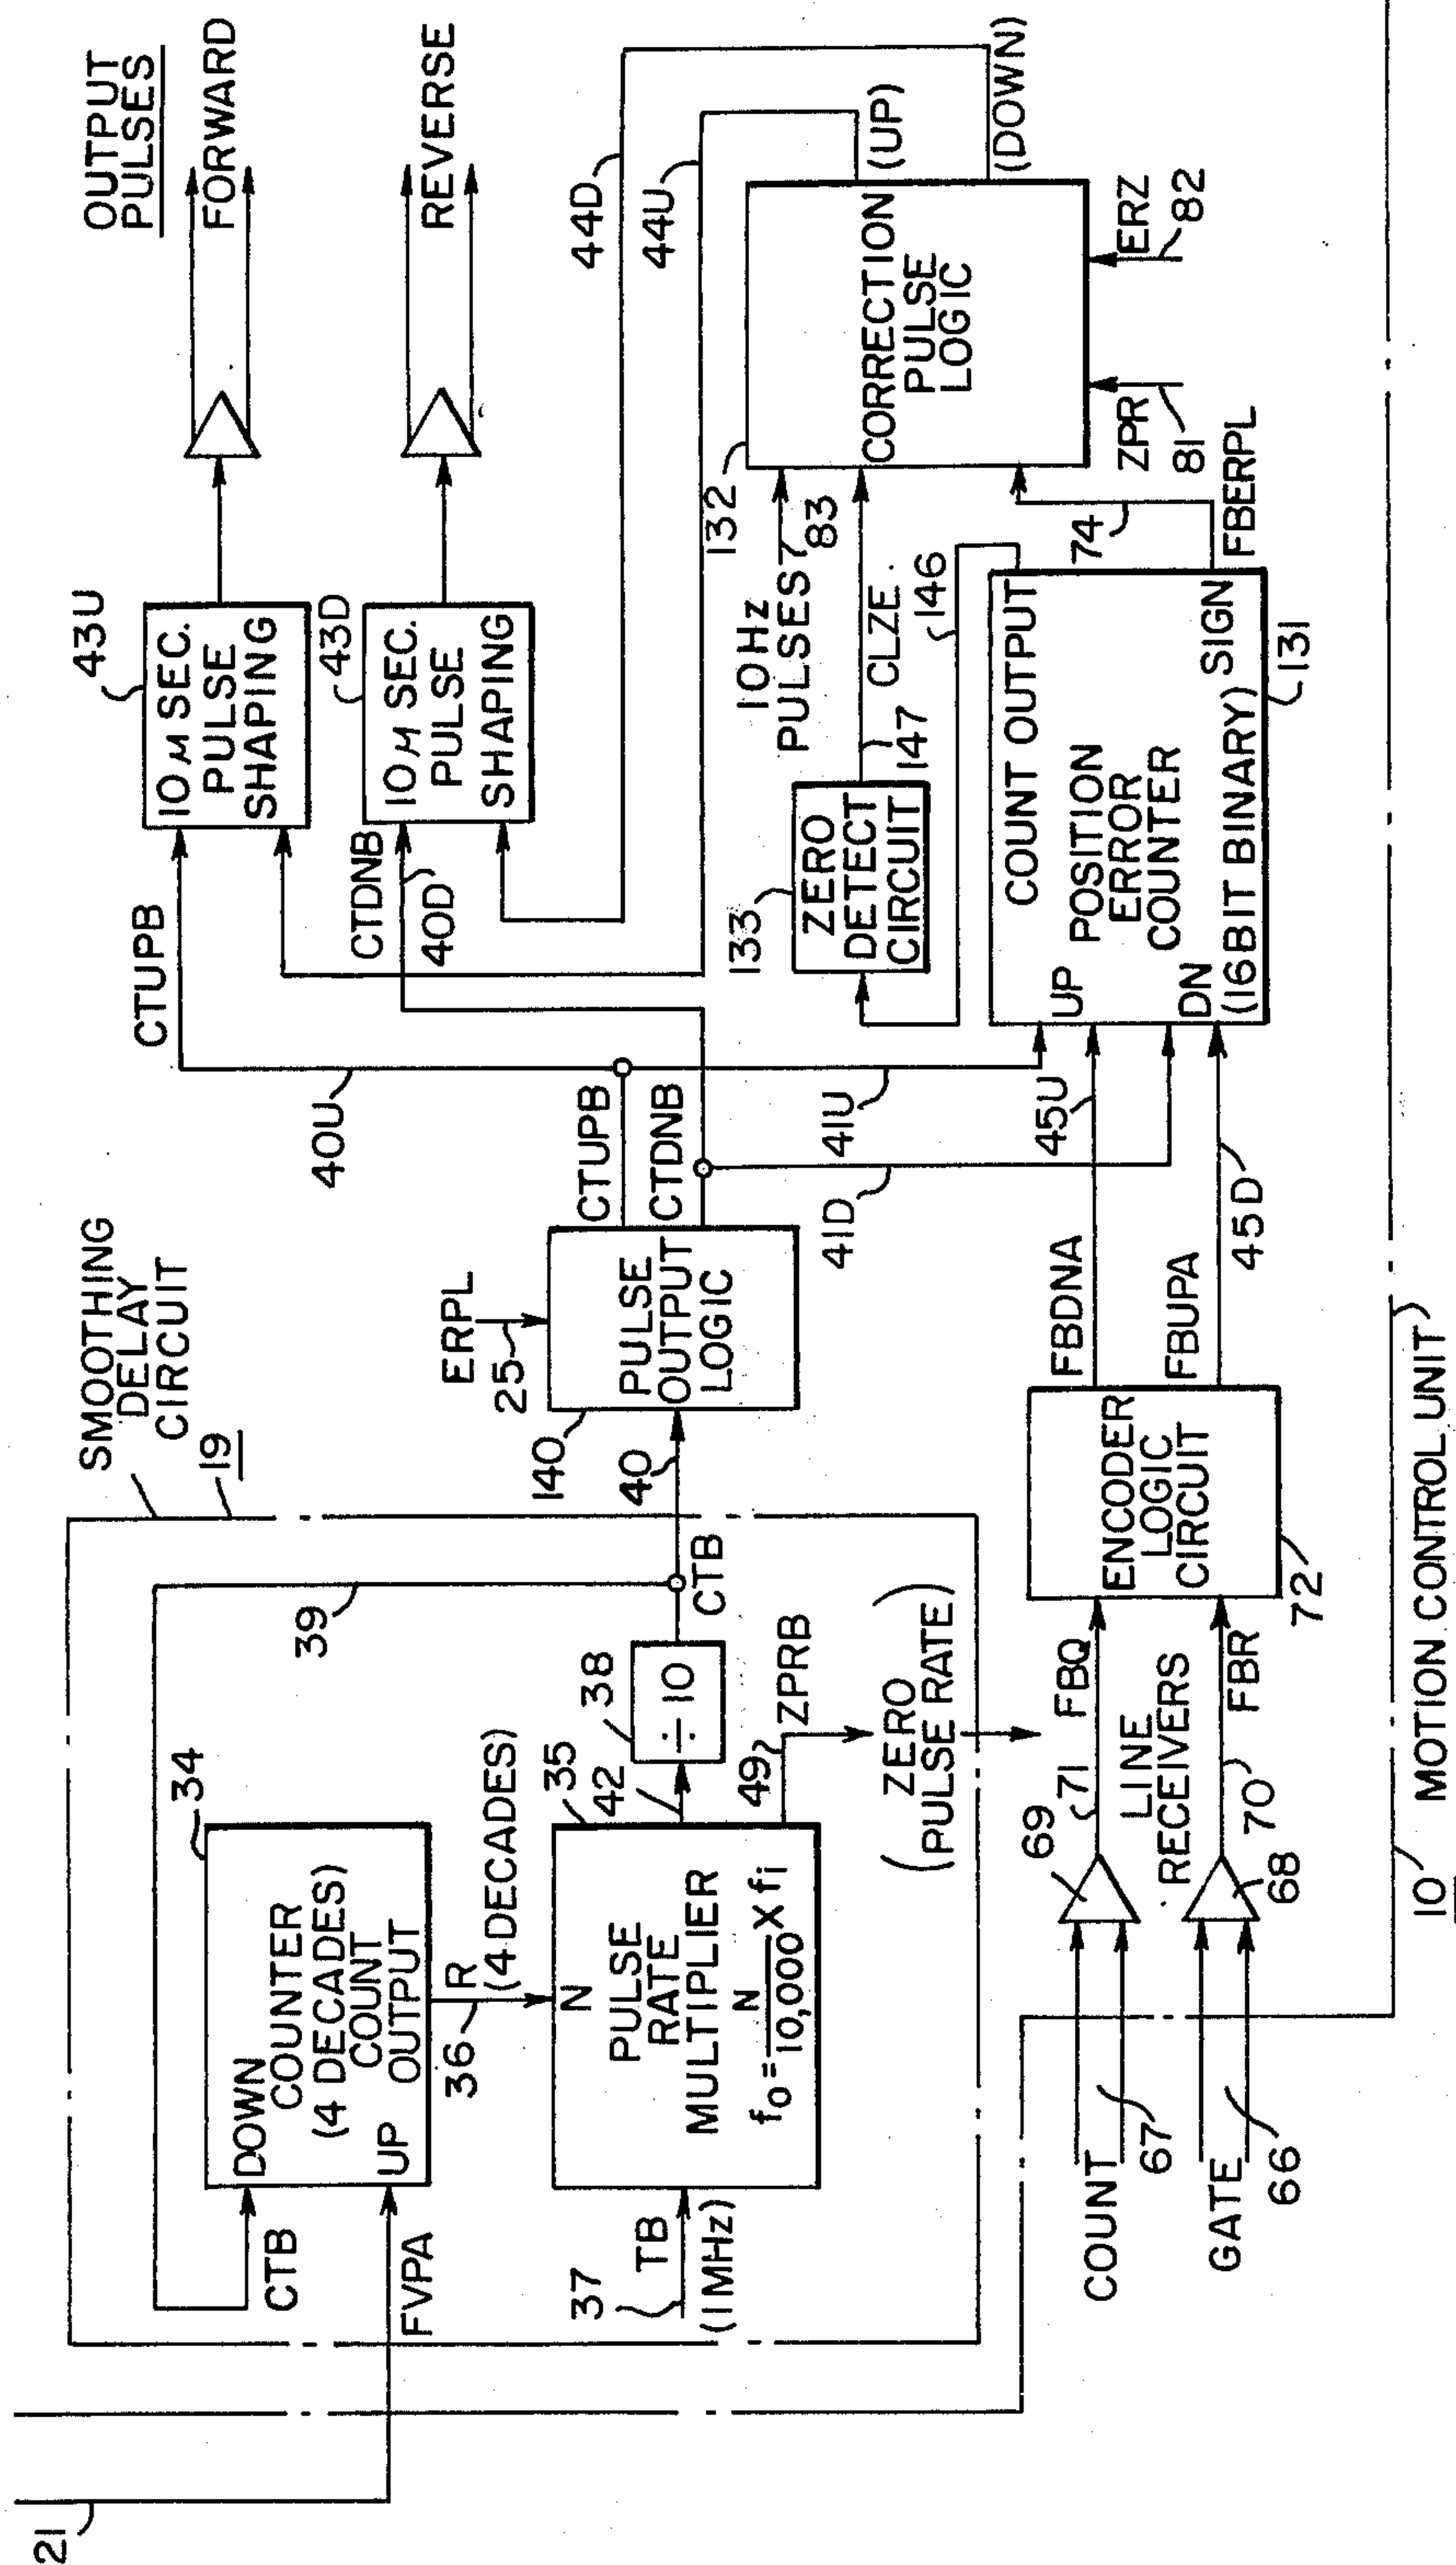 OUTPUT
PULSES
FORWARD
REVERSE
43U
10 μ SEC.
PULSE
SHAPING
43D
10 μ SEC.
PULSE
SHAPING
CTUPB
40U
CTDNB
40D
44D
44U
(UP)
(DOWN)
132
CORRECTION
PULSE
LOGIC
10 HZ
PULSES
83
ZPR
81
ERZ
82
CLZE
147
146
74
FBERPL
133
ZERO
DETECT
CIRCUIT
COUNT OUTPUT
UP
POSITION
ERROR
COUNTER
DN
(16BIT BINARY)
SIGN
131
SMOOTHING
DELAY
CIRCUIT
19
ERPL
25
140
PULSE
OUTPUT
LOGIC
CTUPB
CTDNB
41U
41D
45U
45D
40
CTB
39
34
DOWN
COUNTER
(4 DECADES)
COUNT
OUTPUT
UP
CTB
FVPA
21
36
R
(4 DECADES)
35
42
N
PULSE
RATE
MULTIPLIER
fo = N/10,000 X fi
38
÷ 10
49
ZPRB
ZERO
(PULSE RATE)
37
TB
(1MHz)
COUNT
67
GATE
66
69
68
71
FBQ
LINE
RECEIVERS
70
FBR
ENCODER
LOGIC
CIRCUIT
72
FBDNA
FBUPA
10
MOTION CONTROL UNIT